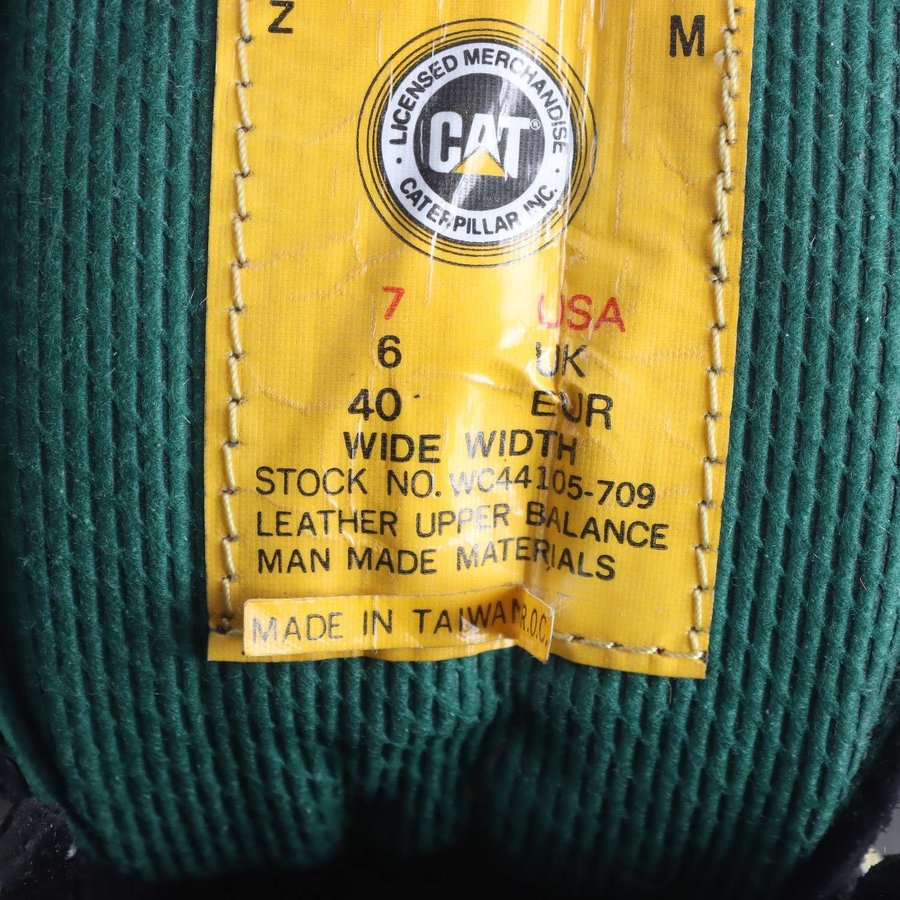 Z M
LICENSED MERCHANDISE
CAT®
CATERPILLAR INC.
7 USA
6 UK
40 EUR
WIDE WIDTH
STOCK NO. WC44105-709
LEATHER UPPER BALANCE
MAN MADE MATERIALS
MADE IN TAIWAN R.O.C.